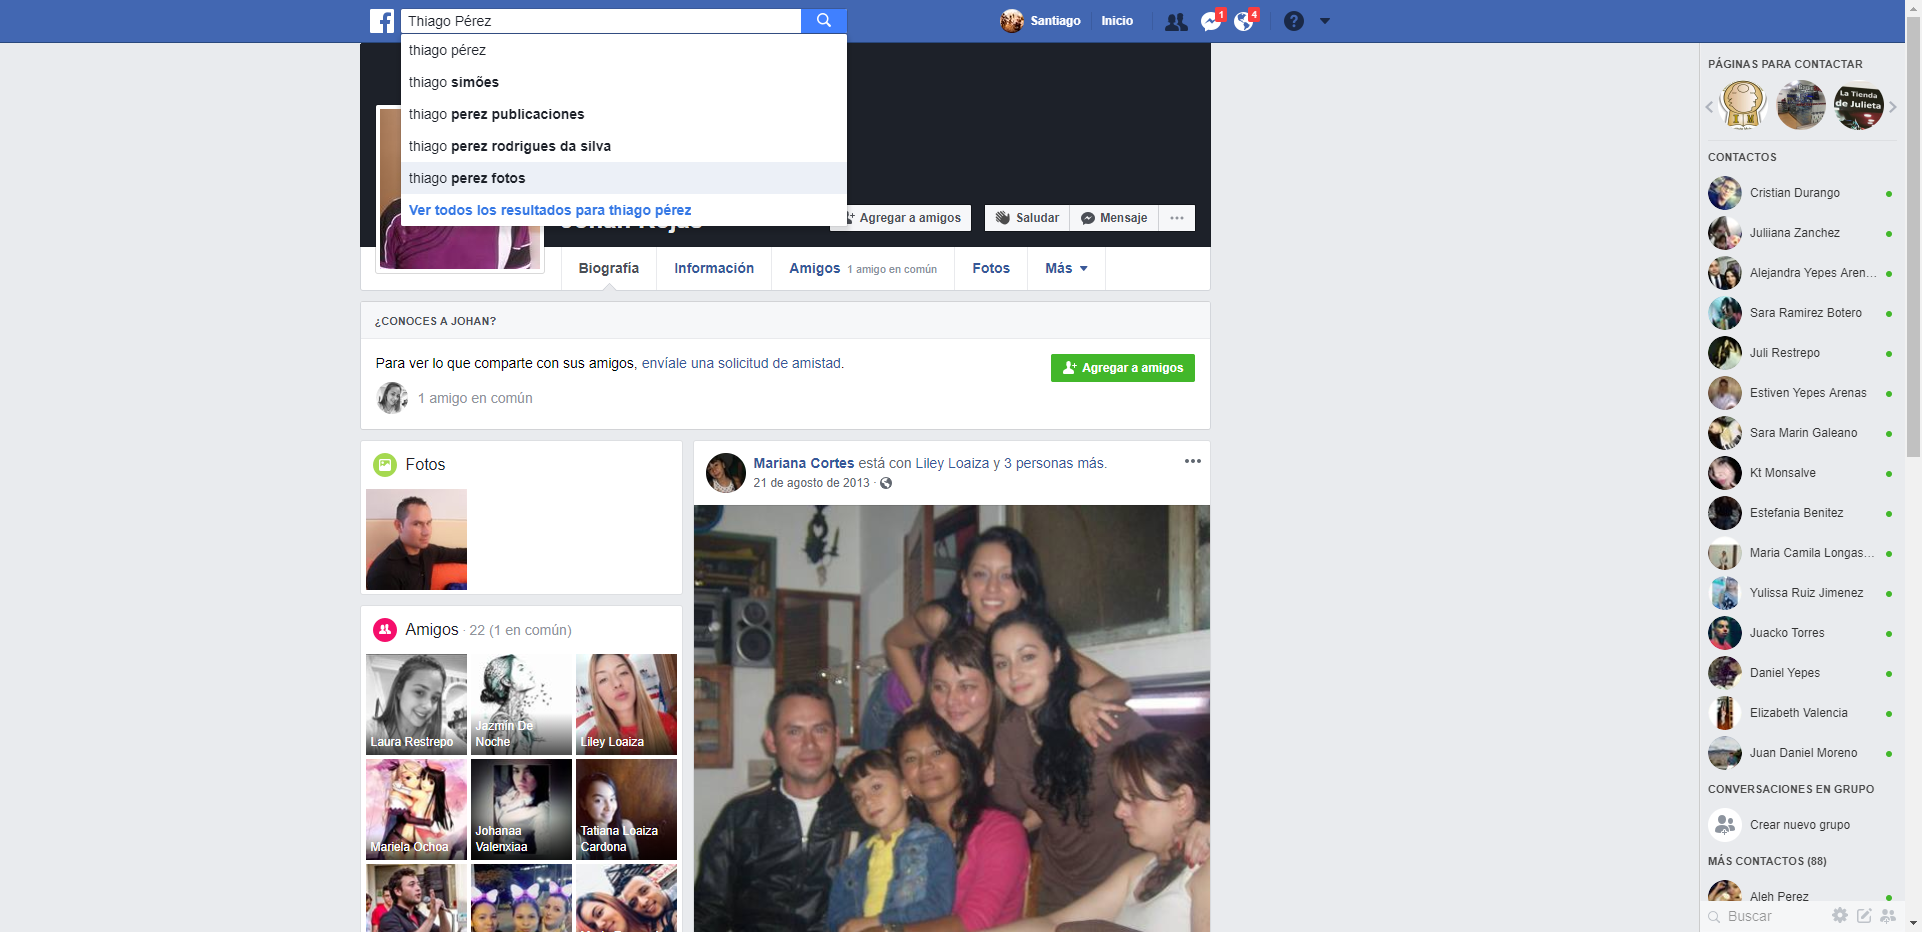 Thiago Pérez
Santiago
Inicio
1
4
thiago pérez
thiago simões
thiago perez publicaciones
thiago perez rodrigues da silva
thiago perez fotos
Ver todos los resultados para thiago pérez
Agregar a amigos
Saludar
Mensaje
Biografía
Información
Amigos 1 amigo en común
Fotos
Más
¿CONOCES A JOHAN?
Para ver lo que comparte con sus amigos, envíale una solicitud de amistad.
Agregar a amigos
1 amigo en común
Fotos
Amigos · 22 (1 en común)
Laura Restrepo
Jazmin De
Noche
Liley Loaiza
Mariela Ochoa
Johanaa
Valenxiaa
Tatiana Loaiza
Cardona
Mariana Cortes está con Liley Loaiza y 3 personas más.
21 de agosto de 2013 ·
PÁGINAS PARA CONTACTAR
La Tienda
de Julieta
CONTACTOS
Cristian Durango
Juliiana Zanchez
Alejandra Yepes Aren...
Sara Ramirez Botero
Juli Restrepo
Estiven Yepes Arenas
Sara Marin Galeano
Kt Monsalve
Estefania Benitez
Maria Camila Longas...
Yulissa Ruiz Jimenez
Juacko Torres
Daniel Yepes
Elizabeth Valencia
Juan Daniel Moreno
CONVERSACIONES EN GRUPO
Crear nuevo grupo
MÁS CONTACTOS (88)
Aleh Perez
Buscar